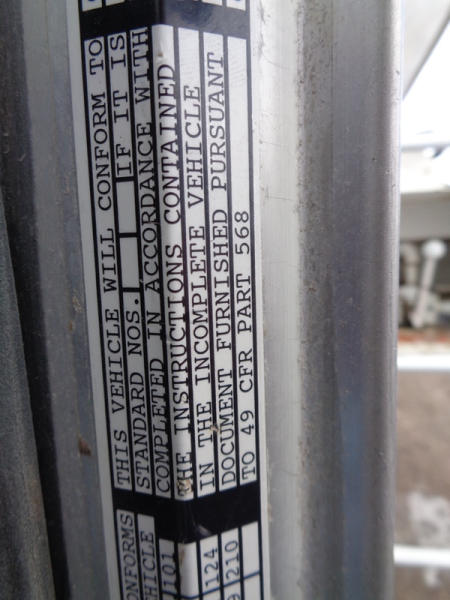 THIS VEHICLE WILL CONFORM TO
STANDARD NOS. IF IT IS
COMPLETED IN ACCORDANCE WITH
THE INSTRUCTIONS CONTAINED
IN THE INCOMPLETE VEHICLE
DOCUMENT FURNISHED PURSUANT
TO 49 CFR PART 568
CONFORMS
VEHICLE
101
124
210